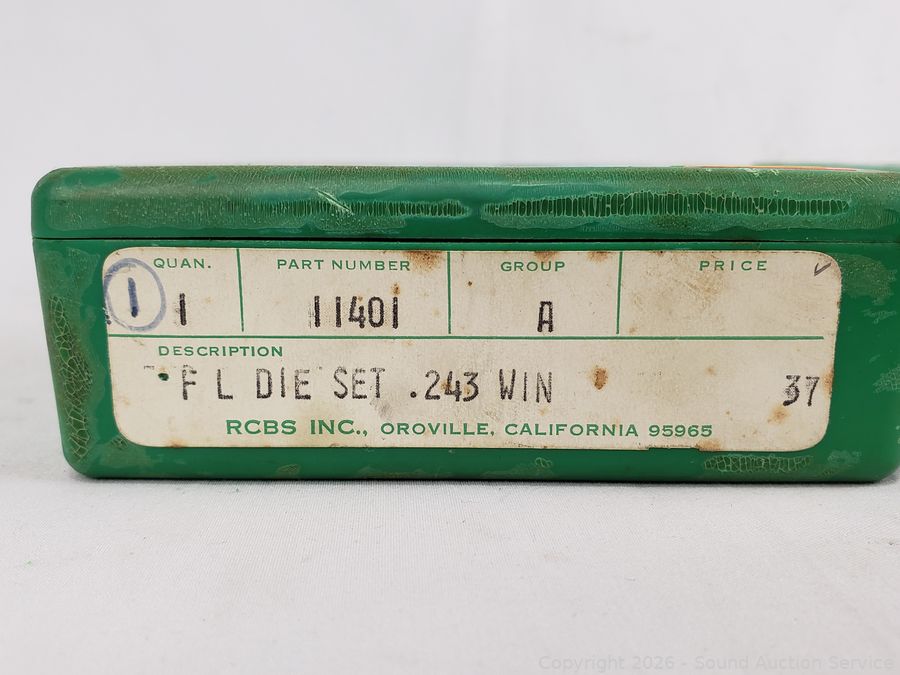 QUAN. PART NUMBER GROUP PRICE
1 1 11401 A
DESCRIPTION
F L DIE SET .243 WIN 37
RCBS INC., OROVILLE, CALIFORNIA 95965
Copyright 2026 - Sound Auction Service